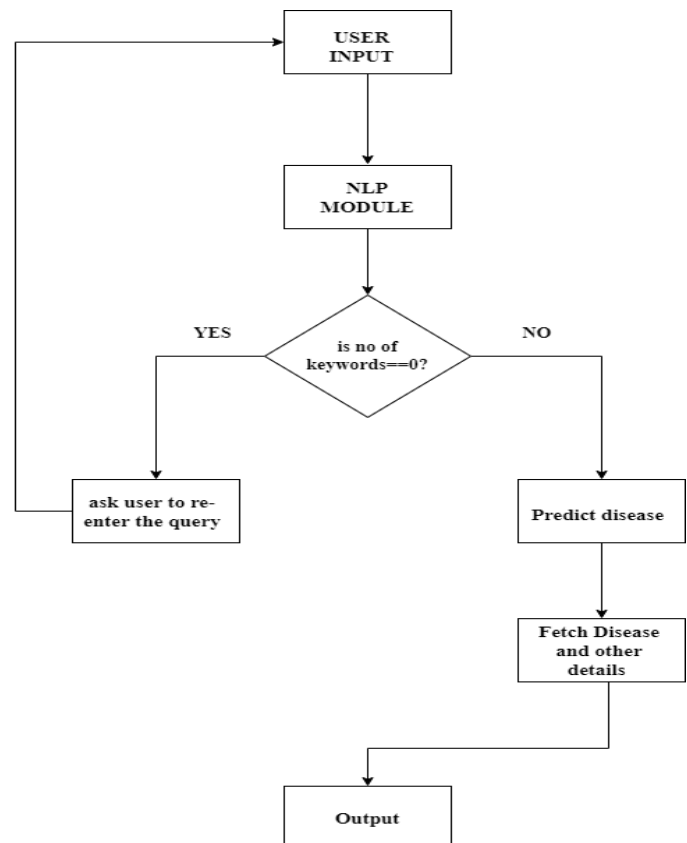 USER
INPUT
NLP
MODULE
YES
NO
is no of
keywords==0?
ask user to re-
enter the query
Predict disease
Fetch Disease
and other
details
Output